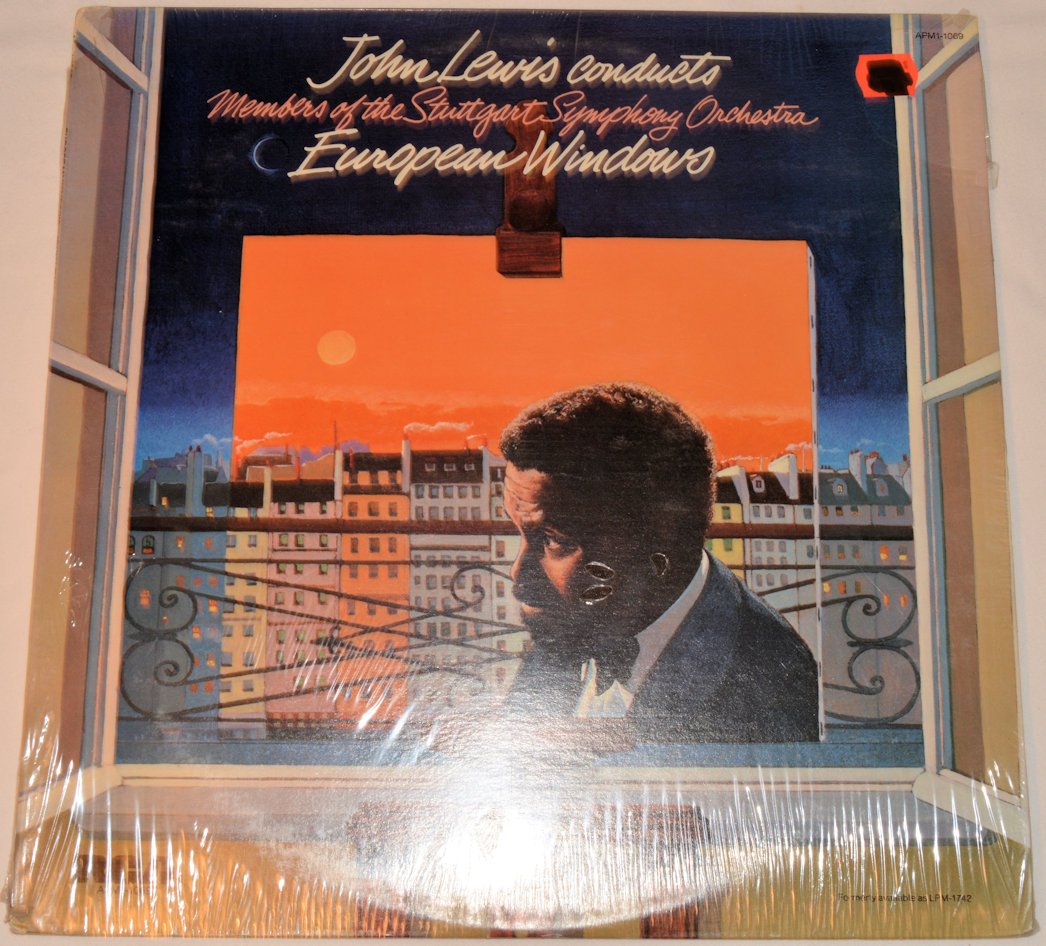 APM1-1069
John Lewis conducts
Members of the Stuttgart Symphony Orchestra
European Windows
Formerly available as LPM-1742